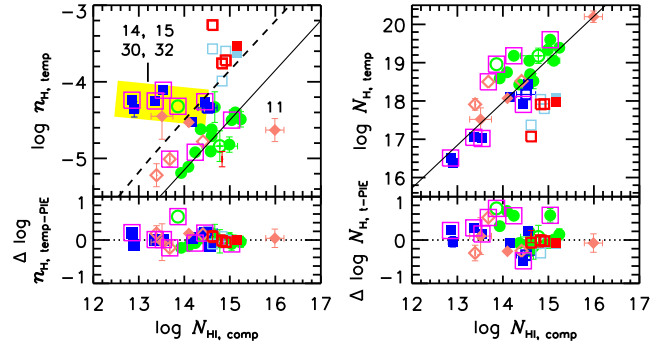 14, 15
30, 32
11
-3
-4
-5
log n_H, temp
1
0
-1
Δ log
n_H, temp-PIE
12 13 14 15 16 17
log N_HI, comp
20
19
18
17
16
log N_H, temp
1
0
-1
Δ log N_H, t-PIE
12 13 14 15 16 17
log N_HI, comp